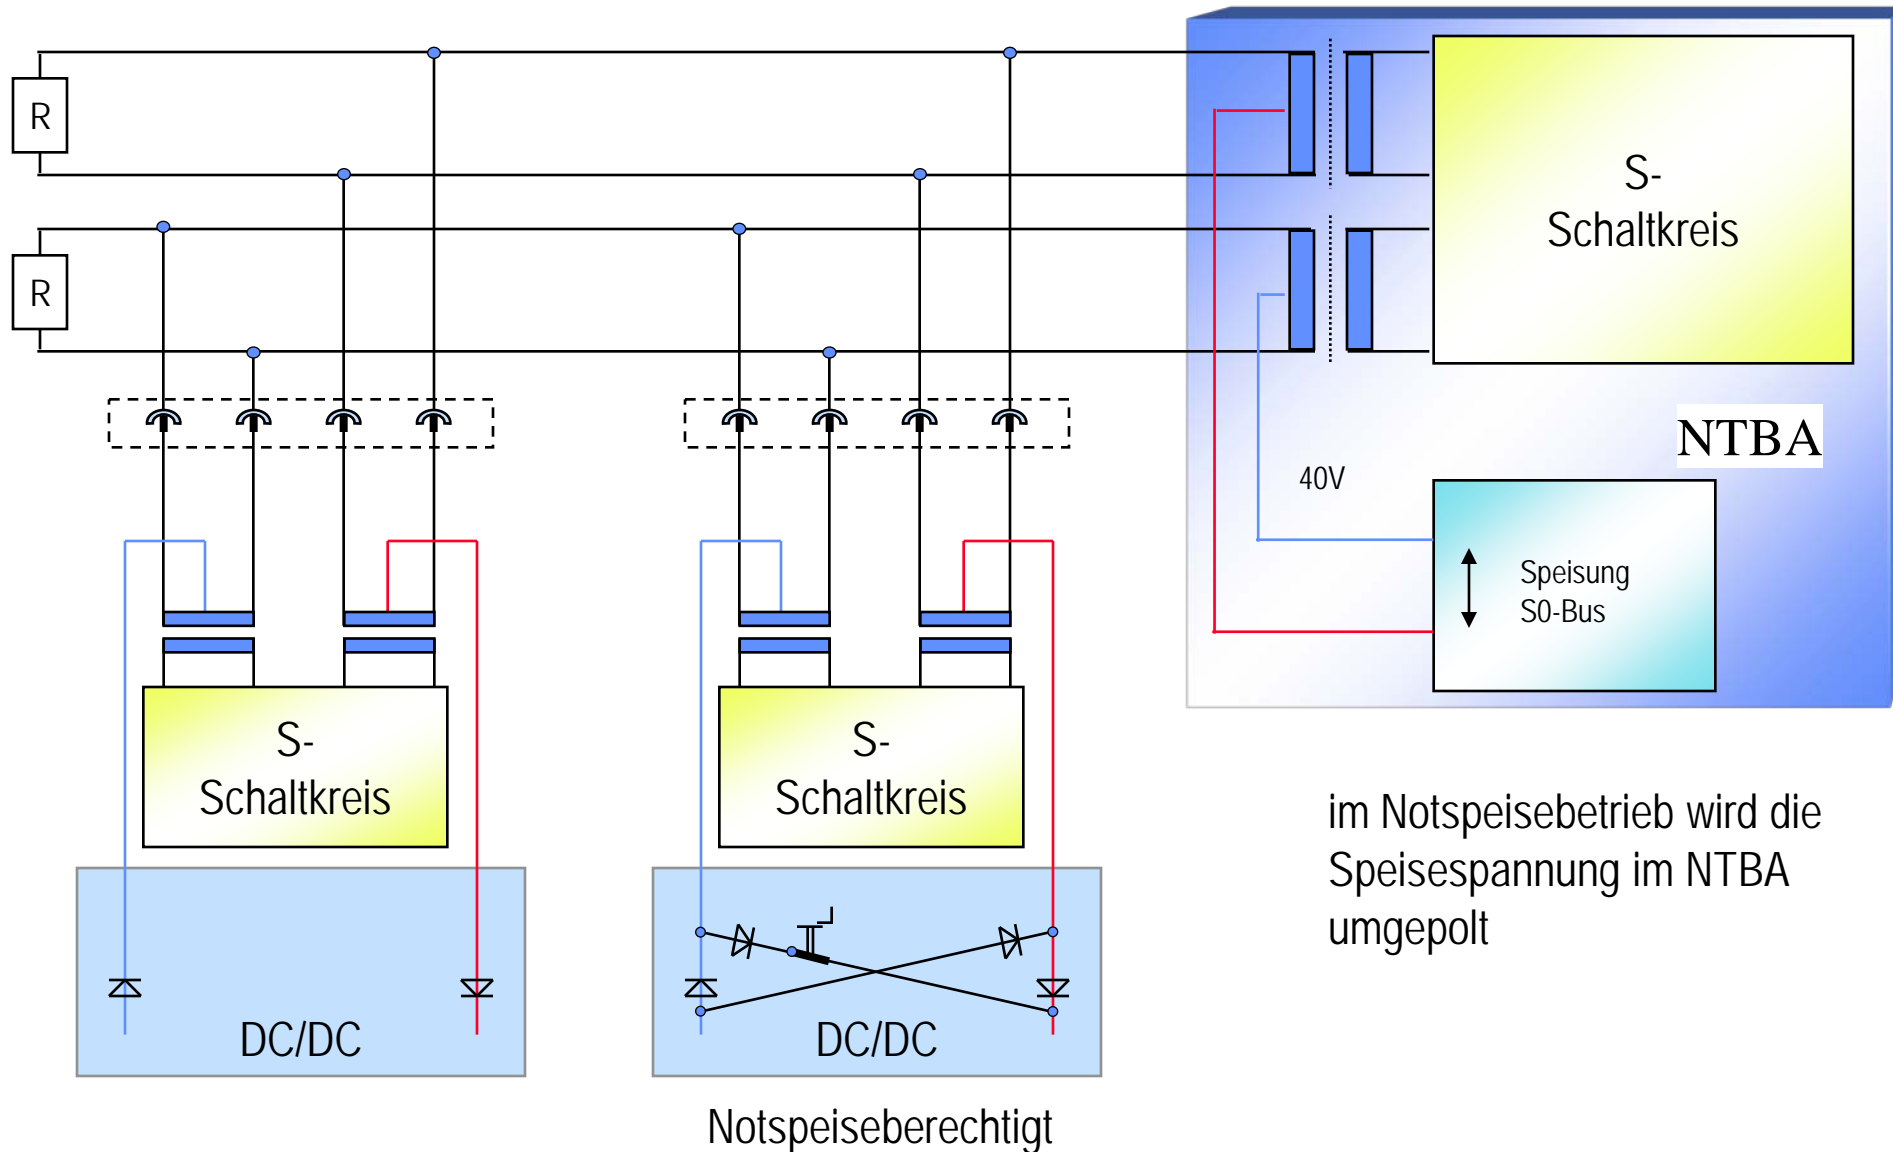 R
S-
Schaltkreis
R
NTBA
40V
Speisung
S0-Bus
S-
Schaltkreis
S-
Schaltkreis
im Notspeisebetrieb wird die
Speisespannung im NTBA
umgepolt
DC/DC
DC/DC
Notspeiseberechtigt